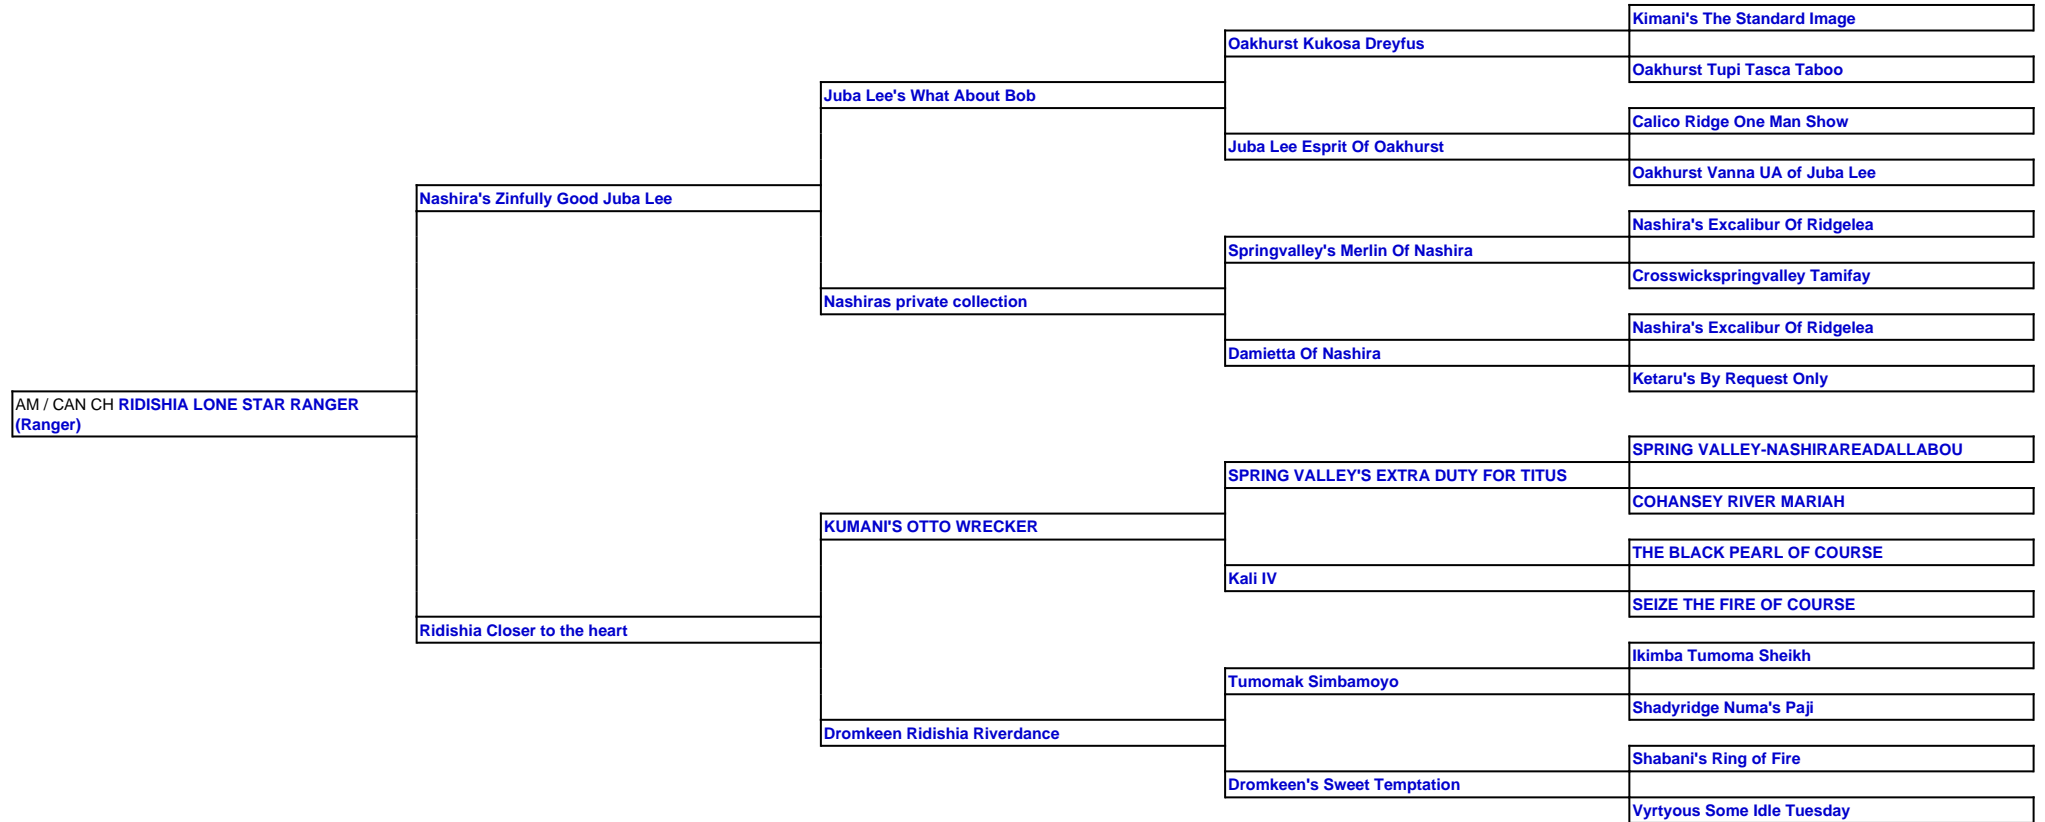 Kimani's The Standard Image
Oakhurst Kukosa Dreyfus
Oakhurst Tupi Tasca Taboo
Juba Lee's What About Bob
Calico Ridge One Man Show
Juba Lee Esprit Of Oakhurst
Oakhurst Vanna UA of Juba Lee
Nashira's Zinfully Good Juba Lee
Nashira's Excalibur Of Ridgelea
Springvalley's Merlin Of Nashira
Crosswickspringvalley Tamifay
Nashiras private collection
Nashira's Excalibur Of Ridgelea
Damietta Of Nashira
Ketaru's By Request Only
AM / CAN CH RIDISHIA LONE STAR RANGER
(Ranger)
SPRING VALLEY-NASHIRAREADALLABOU
SPRING VALLEY'S EXTRA DUTY FOR TITUS
COHANSEY RIVER MARIAH
KUMANI'S OTTO WRECKER
THE BLACK PEARL OF COURSE
Kali IV
SEIZE THE FIRE OF COURSE
Ridishia Closer to the heart
Ikimba Tumoma Sheikh
Tumomak Simbamoyo
Shadyridge Numa's Paji
Dromkeen Ridishia Riverdance
Shabani's Ring of Fire
Dromkeen's Sweet Temptation
Vyrtyous Some Idle Tuesday